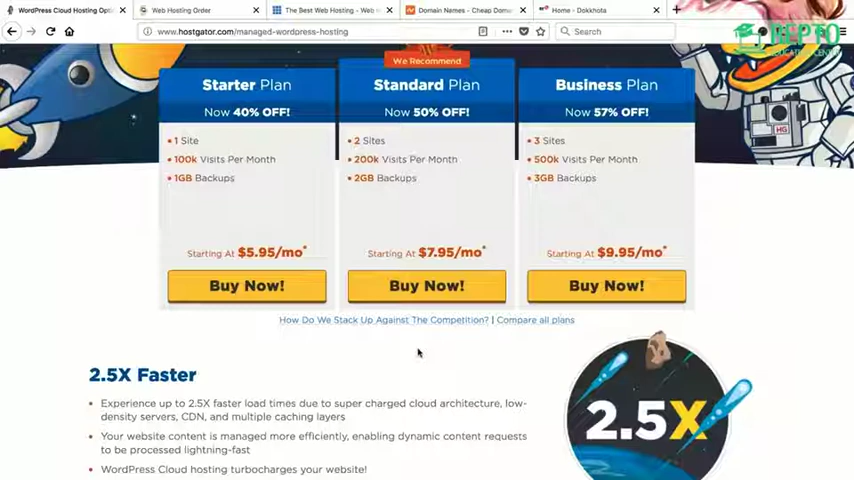 WordPress Cloud Hosting Opti
Web Hosting Order
The Best Web Hosting - Web H
Domain Names - Cheap Doma
Home - Dokkhota
www.hostgator.com/managed-wordpress-hosting
Search
REPTO
EDUCATION CENTER
We Recommend
Starter Plan
Standard Plan
Business Plan
Now 40% OFF!
Now 50% OFF!
Now 57% OFF!
HG
1 Site
2 Sites
3 Sites
100k Visits Per Month
200k Visits Per Month
500k Visits Per Month
1GB Backups
2GB Backups
3GB Backups
Starting At $5.95/mo*
Starting At $7.95/mo*
Starting At $9.95/mo*
Buy Now!
Buy Now!
Buy Now!
How Do We Stack Up Against The Competition? | Compare all plans
2.5X Faster
• Experience up to 2.5X faster load times due to super charged cloud architecture, low-
density servers, CDN, and multiple caching layers
• Your website content is managed more efficiently, enabling dynamic content requests
to be processed lightning-fast
• WordPress Cloud hosting turbocharges your website!
2.5X